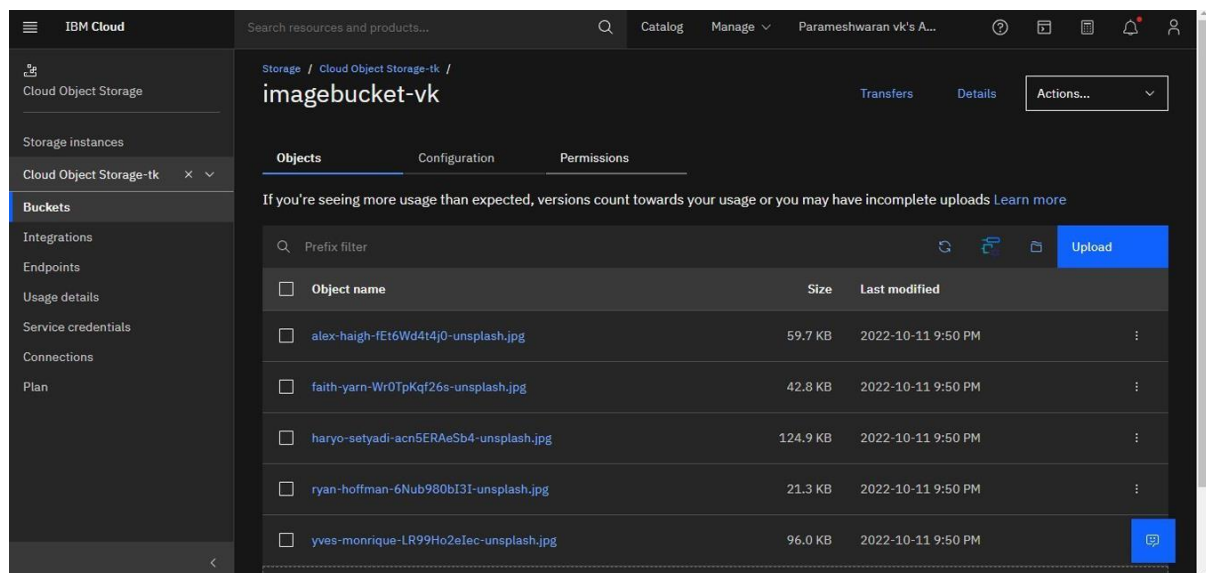 IBM Cloud
Search resources and products...
Catalog
Manage
Parameshwaran vk's A...
Cloud Object Storage
Storage instances
Cloud Object Storage-tk
Buckets
Integrations
Endpoints
Usage details
Service credentials
Connections
Plan
Storage / Cloud Object Storage-tk /
imagebucket-vk
Transfers
Details
Actions...
Objects
Configuration
Permissions
If you're seeing more usage than expected, versions count towards your usage or you may have incomplete uploads Learn more
Prefix filter
Upload
Object name Size Last modified
alex-haigh-fEt6Wd4t4j0-unsplash.jpg 59.7 KB 2022-10-11 9:50 PM
faith-yarn-Wr0TpKqf26s-unsplash.jpg 42.8 KB 2022-10-11 9:50 PM
haryo-setyadi-acn5ERAeSb4-unsplash.jpg 124.9 KB 2022-10-11 9:50 PM
ryan-hoffman-6Nub980bI3I-unsplash.jpg 21.3 KB 2022-10-11 9:50 PM
yves-monrique-LR99Ho2eIec-unsplash.jpg 96.0 KB 2022-10-11 9:50 PM